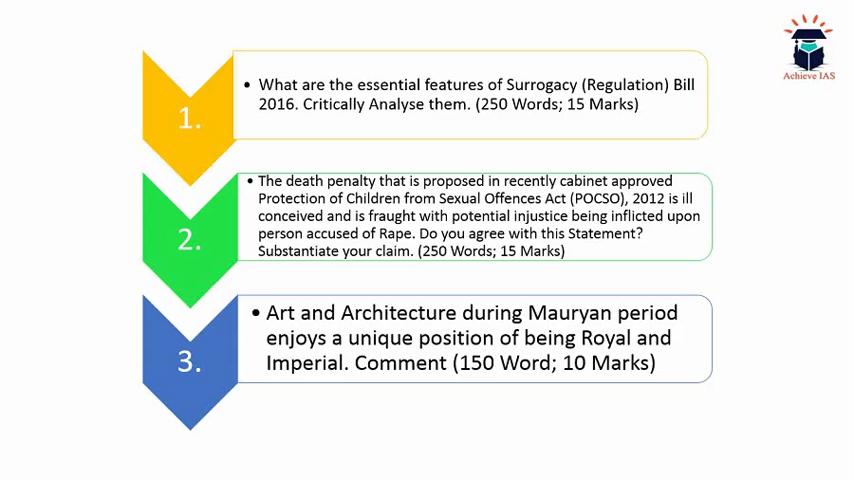 Achieve IAS
1.
• What are the essential features of Surrogacy (Regulation) Bill
2016. Critically Analyse them. (250 Words; 15 Marks)
2.
• The death penalty that is proposed in recently cabinet approved
Protection of Children from Sexual Offences Act (POCSO), 2012 is ill
conceived and is fraught with potential injustice being inflicted upon
person accused of Rape. Do you agree with this Statement?
Substantiate your claim. (250 Words; 15 Marks)
3.
• Art and Architecture during Mauryan period
enjoys a unique position of being Royal and
Imperial. Comment (150 Word; 10 Marks)